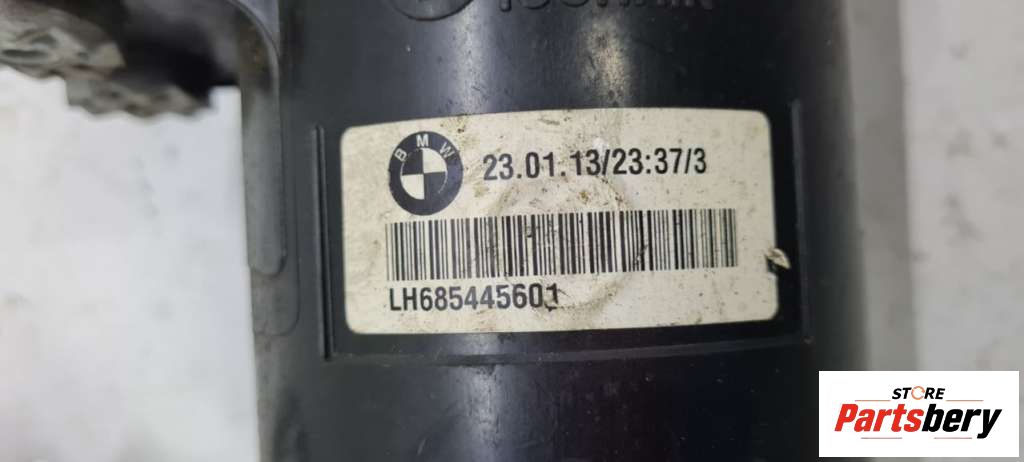 BMW
23.01.13/23:37/3
LH685445601
STORE
Partsbery